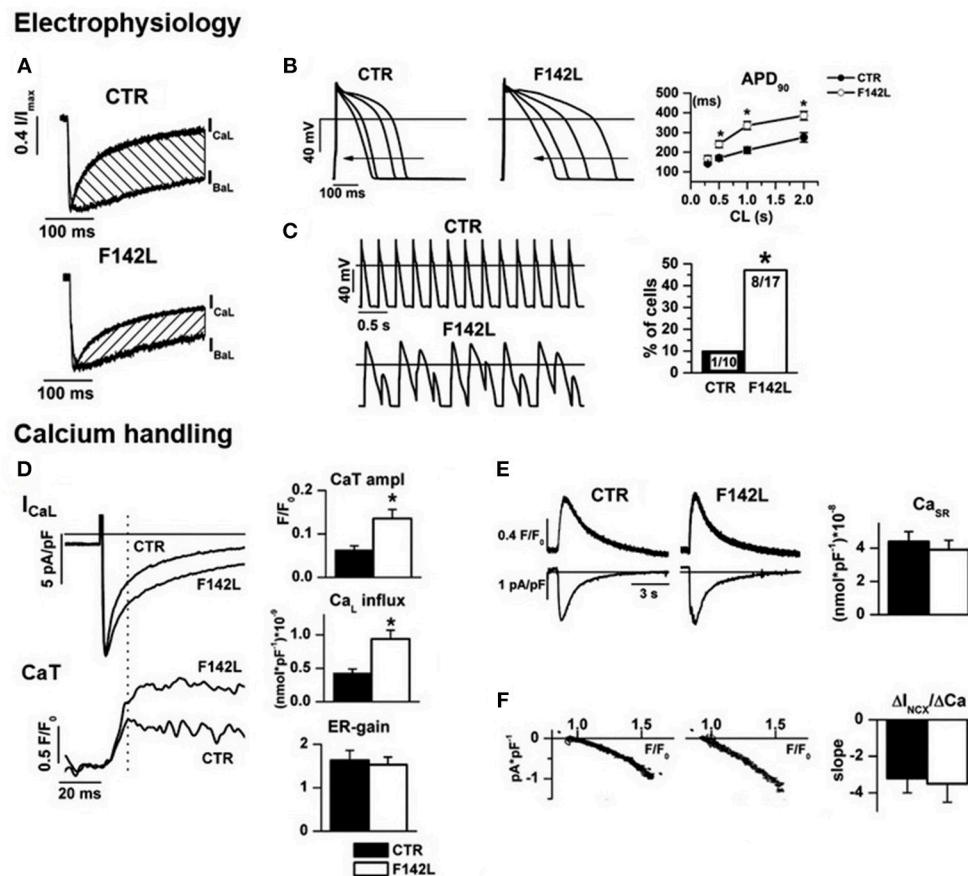 Electrophysiology
A
CTR
0.4 I/Imax
ICaL
IBaL
100 ms
F142L
ICaL
IBaL
100 ms
B
CTR
F142L
40 mV
100 ms
APD90
CTR
F142L
500
400
300
200
100
(ms)
*
*
*
0.0 0.5 1.0 1.5 2.0
CL (s)
C
CTR
40 mV
0.5 s
F142L
50
40
30
20
10
0
% of cells
*
8/17
1/10
CTR
F142L
Calcium handling
D
ICaL
5 pA/pF
CTR
F142L
CaT
F142L
CTR
0.5 F/F0
20 ms
CaT ampl
F/F0
0.2
0.1
0.0
*
CaL influx
(nmol*pF-1)*10-9
1.0
0.5
0.0
*
ER-gain
2
1
0
CTR
F142L
E
CTR
F142L
0.4 F/F0
1 pA/pF
3 s
CaSR
(nmol*pF-1)*10-8
4
2
0
F
1.0 1.5
F/F0
pA*pF-1
-1
1.0 1.5
F/F0
ΔINCX/ΔCa
slope
0
-2
-4